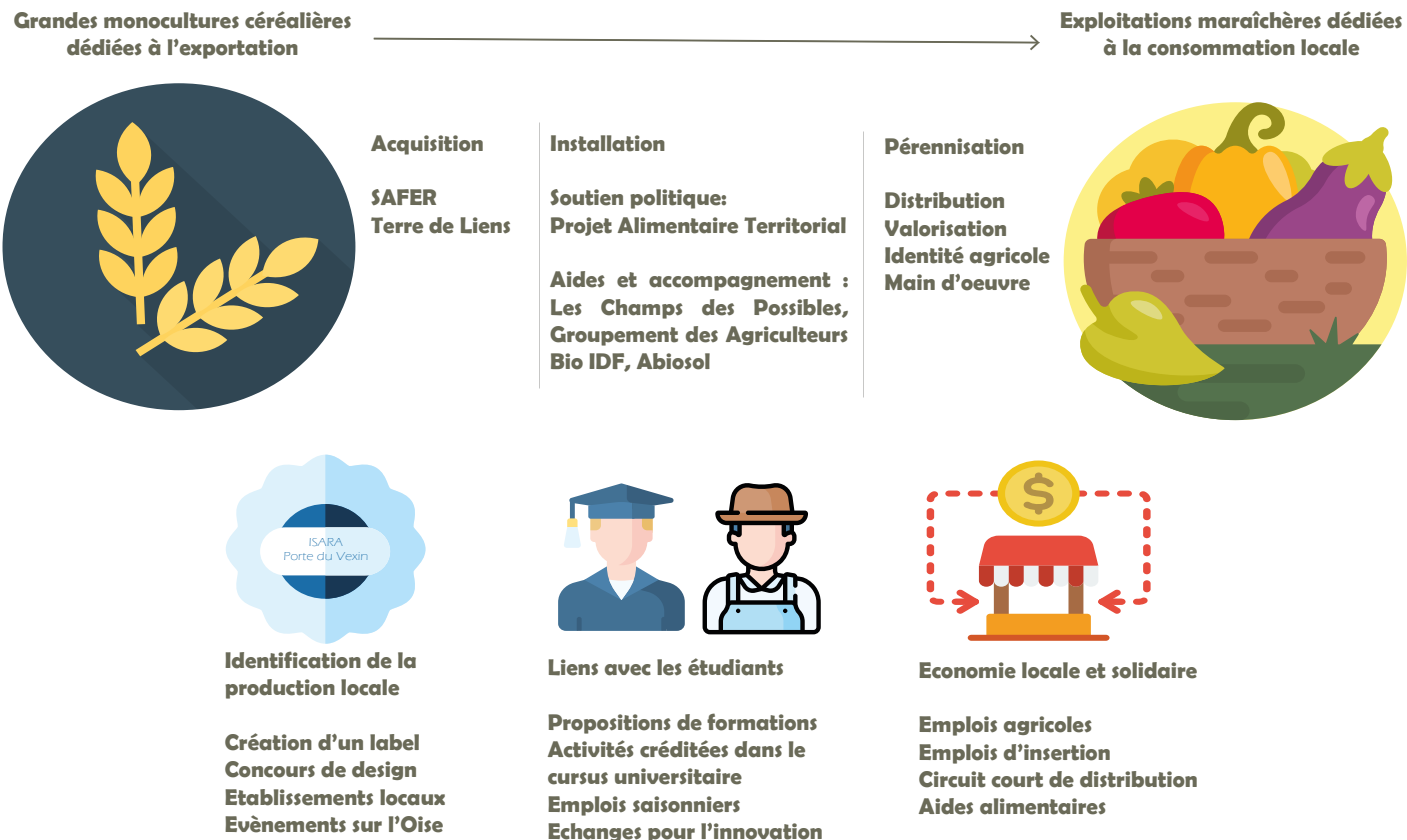 Grandes monocultures céréalières
dédiées à l'exportation
Exploitations maraîchères dédiées
à la consommation locale
Acquisition
SAFER
Terre de Liens
Installation
Soutien politique:
Projet Alimentaire Territorial
Aides et accompagnement :
Les Champs des Possibles,
Groupement des Agriculteurs
Bio IDF, Abiosol
Pérennisation
Distribution
Valorisation
Identité agricole
Main d'oeuvre
ISARA
Porte du Vexin
Identification de la
production locale
Création d'un label
Concours de design
Etablissements locaux
Evènements sur l'Oise
Liens avec les étudiants
Propositions de formations
Activités créditées dans le
cursus universitaire
Emplois saisonniers
Echanges pour l'innovation
$
Economie locale et solidaire
Emplois agricoles
Emplois d'insertion
Circuit court de distribution
Aides alimentaires